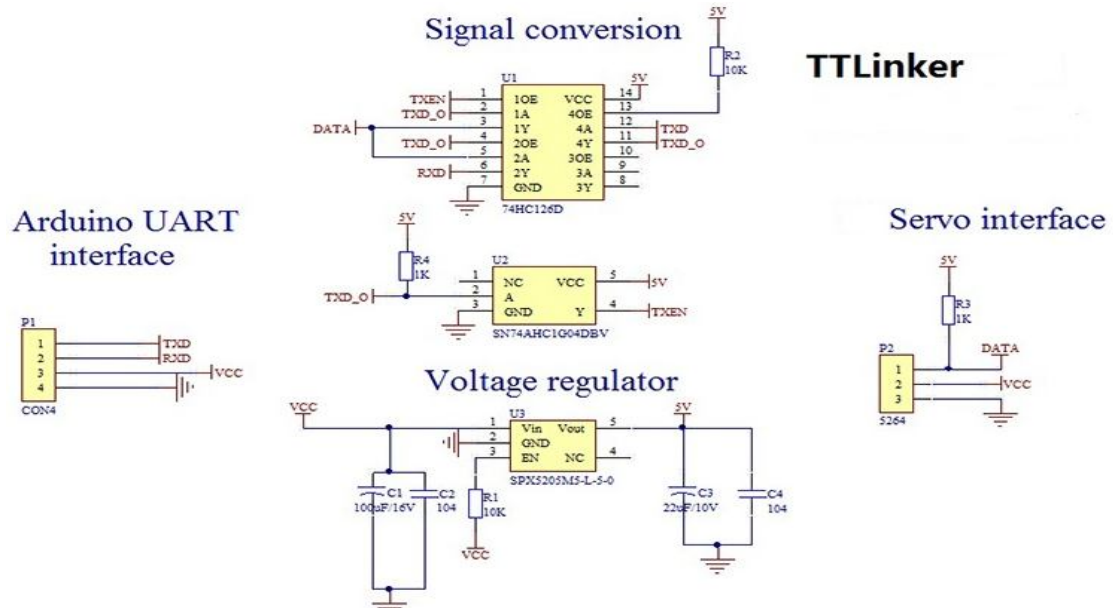 Signal conversion
TTLinker
5V
R2
10K
U1
5V
TXEN 1 1OE VCC 14
TXD_O 2 1A 4OE 13
DATA 3 1Y 4A 12 TXD
TXD_O 4 2OE 4Y 11 TXD_O
5 2A 3OE 10
RXD 6 2Y 3A 9
7 GND 3Y 8
74HC126D
Arduino UART
interface
Servo interface
5V
R4
1K
U2
1 NC VCC 5 5V
TXD_O 2 A
3 GND Y 4 TXEN
SN74AHC1G04DBV
5V
R3
1K
P1
1 TXD
2 RXD
3 VCC
4
CON4
P2
DATA
1
2 VCC
3
5264
Voltage regulator
VCC
U3
5V
1 Vin Vout 5
2 GND
3 EN NC 4
SPX5205M5-L-5-0
C1
100uF/16V
C2
104
R1
10K
VCC
C3
22uF/10V
C4
104